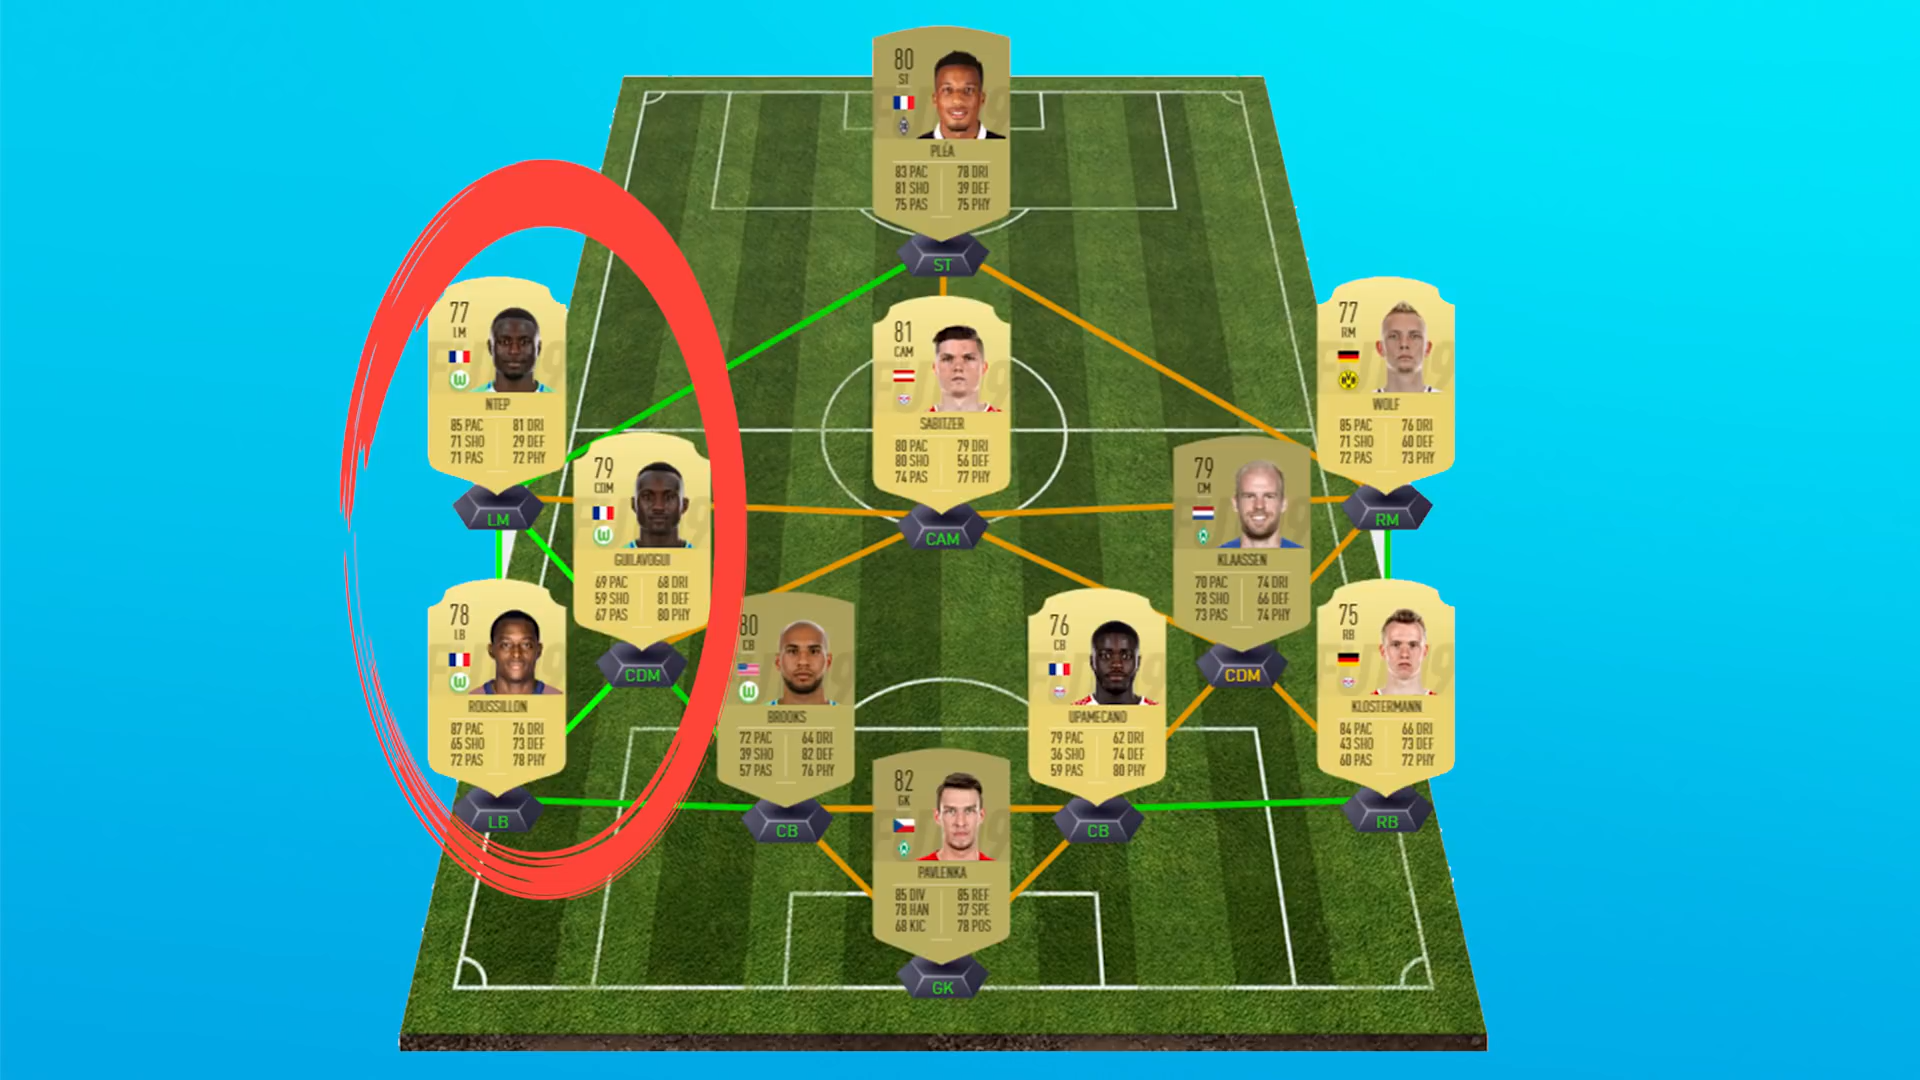 80
ST
PLÉA
83 PAC 78 DRI
81 SHO 39 DEF
75 PAS 75 PHY
ST
77
LM
NTEP
85 PAC 81 DRI
71 SHO 29 DEF
71 PAS 72 PHY
LM
81
CAM
SABITZER
80 PAC 79 DRI
80 SHO 56 DEF
74 PAS 77 PHY
CAM
77
RM
WOLF
85 PAC 76 DRI
71 SHO 60 DEF
72 PAS 73 PHY
RM
79
CDM
GUILAVOGUI
69 PAC 68 DRI
59 SHO 81 DEF
67 PAS 80 PHY
CDM
79
CM
KLAASSEN
70 PAC 74 DRI
78 SHO 66 DEF
73 PAS 74 PHY
CDM
78
LB
ROUSSILLON
87 PAC 76 DRI
65 SHO 73 DEF
72 PAS 78 PHY
LB
80
CB
BROOKS
72 PAC 64 DRI
39 SHO 82 DEF
57 PAS 76 PHY
CB
76
CB
UPAMECANO
79 PAC 62 DRI
36 SHO 74 DEF
59 PAS 80 PHY
CB
75
RB
KLOSTERMANN
84 PAC 66 DRI
43 SHO 73 DEF
60 PAS 72 PHY
RB
82
GK
PAVLENKA
85 DIV 85 REF
78 HAN 37 SPE
68 KIC 78 POS
GK